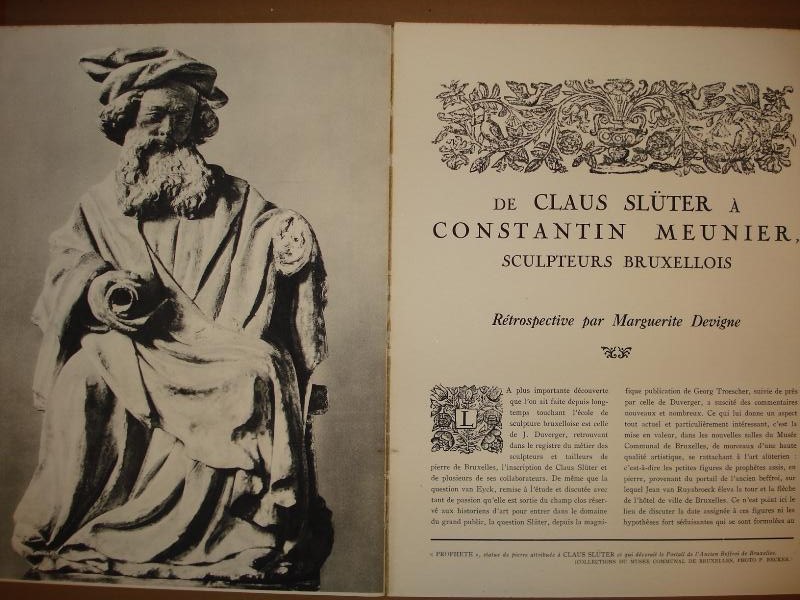 DE CLAUS SLÜTER À
CONSTANTIN MEUNIER,
SCULPTEURS BRUXELLOIS
Rétrospective par Marguerite Devigne
LA plus importante découverte
que l'on ait faite depuis long-
temps touchant l'école de
sculpture bruxelloise est celle
de J. Duverger, retrouvant
dans le registre du métier des
sculpteurs et tailleurs de
pierre de Bruxelles, l'inscription de Claus Slüter et
de plusieurs de ses collaborateurs. De même que la
question van Eyck, remise à l'étude et discutée avec
tant de passion qu'elle est sortie du champ clos réser-
vé aux historiens d'art pour entrer dans le domaine
du grand public, la question Slüter, depuis la magni-
fique publication de Georg Troescher, suivie de près
par celle de Duverger, a suscité des commentaires
nouveaux et nombreux. Ce qui lui donne un aspect
tout actuel et particulièrement intéressant, c'est la
mise en valeur, dans les nouvelles salles du Musée
Communal de Bruxelles, de morceaux d'une haute
qualité artistique, se rattachant à l'art slüterien :
c'est-à-dire les petites figures de prophètes assis, en
pierre, provenant du portail de l'ancien beffroi, sur
lequel Jean van Ruysbroeck éleva la tour et la flèche
de l'hôtel de ville de Bruxelles. Ce n'est point ici le
lieu de discuter la date assignée à ces figures ni les
hypothèses fort séduisantes qui se sont formulées au
« PROPHETE », statue de pierre attribuée à CLAUS SLÜTER et qui décorait le Portail de l'Ancien Beffroi de Bruxelles.
(COLLECTIONS DU MUSEE COMMUNAL DE BRUXELLES, PHOTO P. BECKER.)